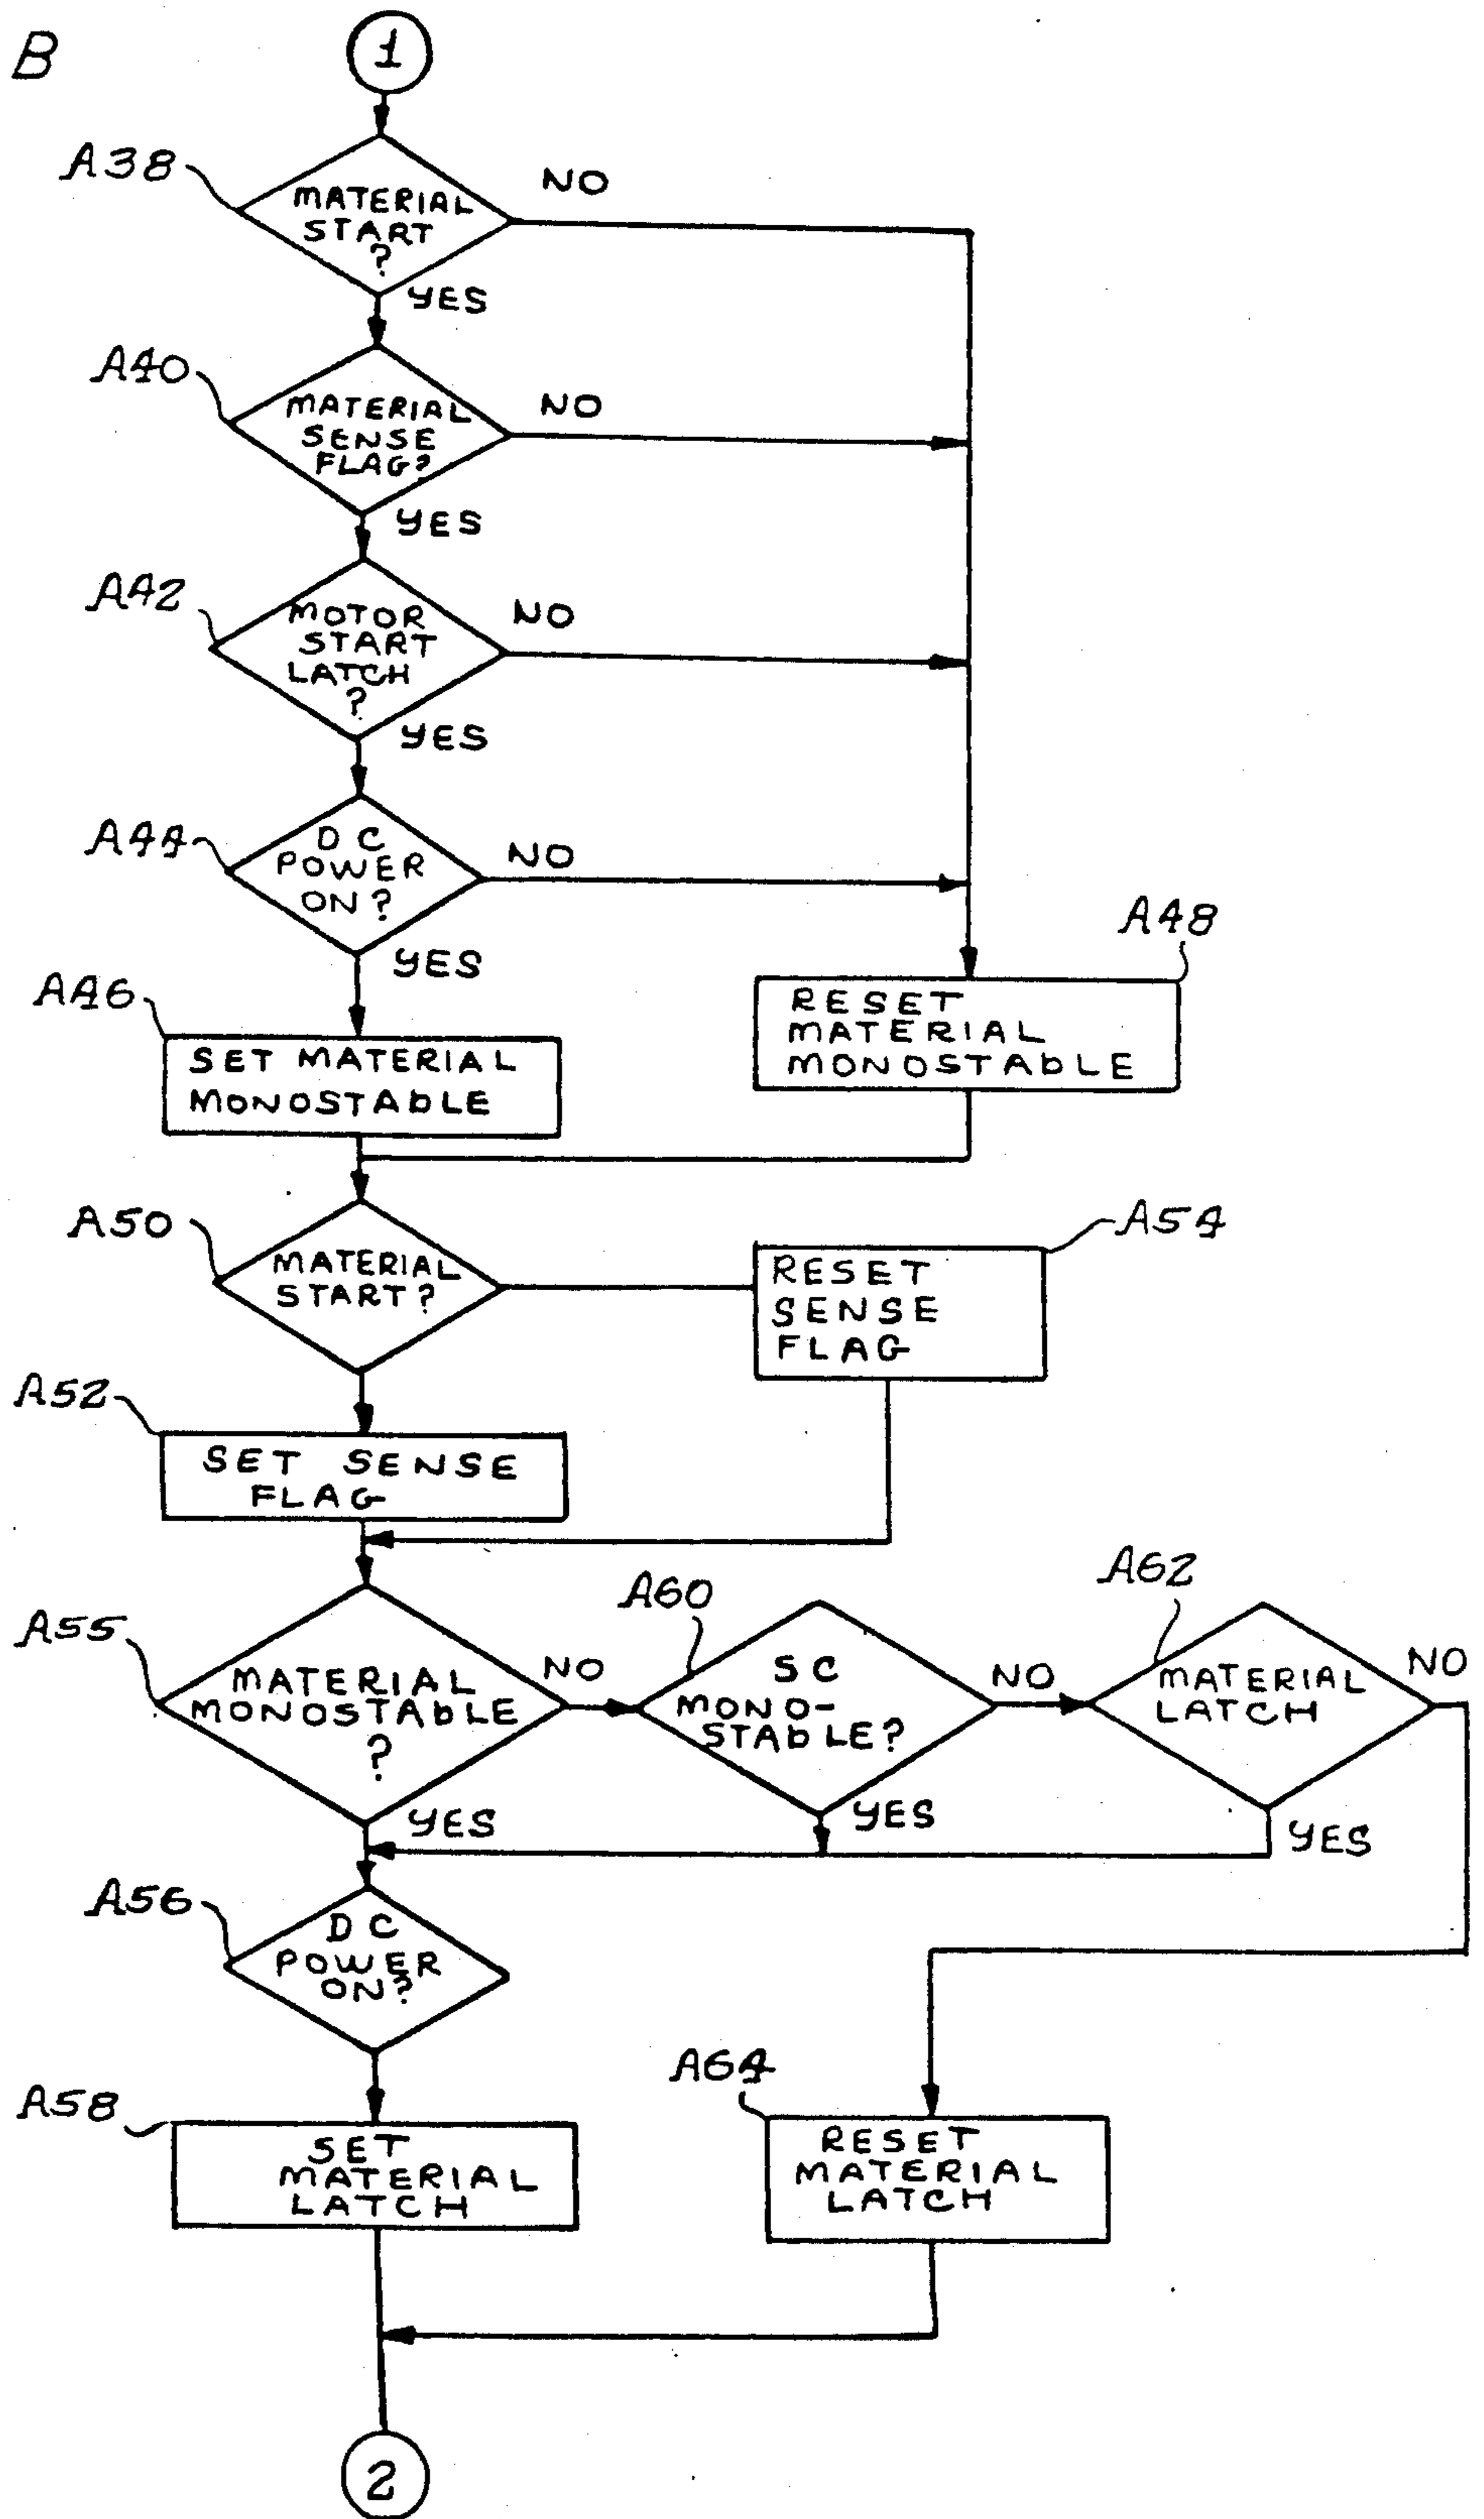 B
1
A38
MATERIAL
START
?
NO
YES
A40
MATERIAL
SENSE
FLAG?
NO
YES
A42
MOTOR
START
LATCH
?
NO
YES
A44
DC
POWER
ON?
NO
YES
A46
SET MATERIAL
MONOSTABLE
A48
RESET
MATERIAL
MONOSTABLE
A50
MATERIAL
START?
A54
RESET
SENSE
FLAG
A52
SET SENSE
FLAG
A55
MATERIAL
MONOSTABLE
?
NO
YES
A60
SC
MONO-
STABLE?
NO
YES
A62
MATERIAL
LATCH
NO
YES
A56
DC
POWER
ON?
A58
SET
MATERIAL
LATCH
A64
RESET
MATERIAL
LATCH
2